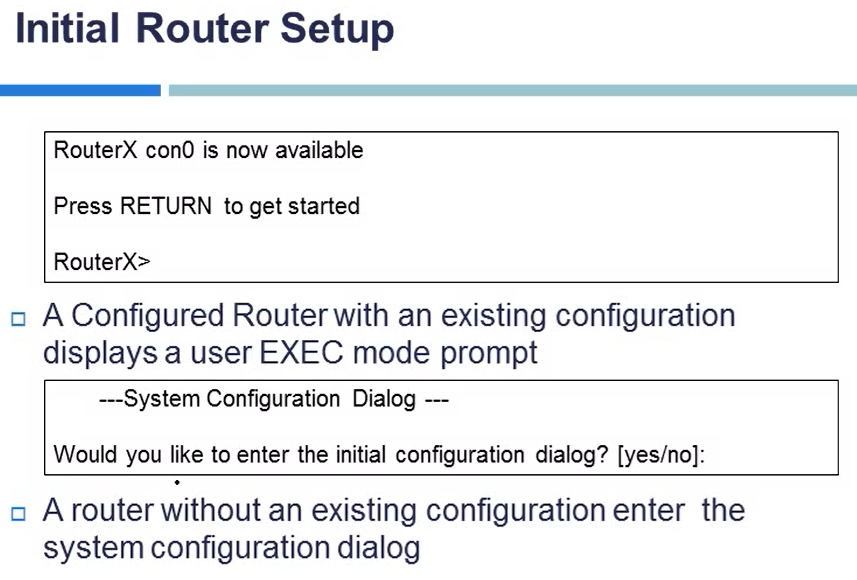 Initial Router Setup
RouterX con0 is now available
Press RETURN to get started
RouterX>
A Configured Router with an existing configuration
displays a user EXEC mode prompt
---System Configuration Dialog ---
Would you like to enter the initial configuration dialog? [yes/no]:
A router without an existing configuration enter the
system configuration dialog